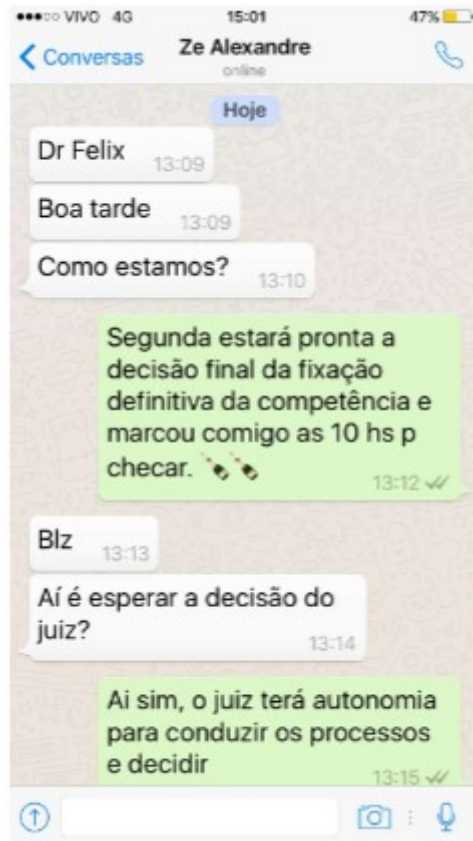 VIVO 4G 15:01 47%
Conversas Ze Alexandre
online
Hoje
Dr Felix 13:09
Boa tarde 13:09
Como estamos? 13:10
Segunda estará pronta a
decisão final da fixação
definitiva da competência e
marcou comigo as 10 hs p
checar. 🍾🍾
13:12
Blz 13:13
Aí é esperar a decisão do
juiz?
13:14
Ai sim, o juiz terá autonomia
para conduzir os processos
e decidir
13:15